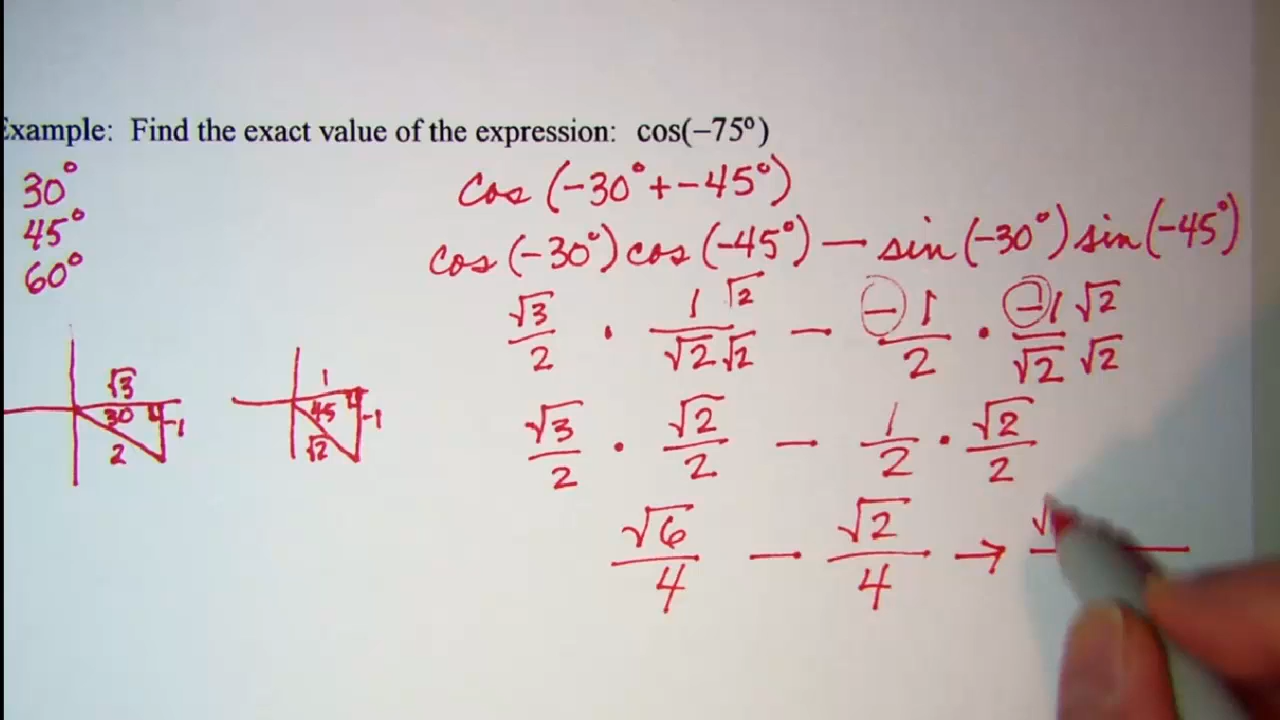 Example: Find the exact value of the expression: cos(−75°)
30°
45°
60°
cos (−30° + −45°)
cos (−30°) cos (−45°) − sin (−30°) sin (−45°)
√3/2 · 1/√2 √2/√2 − −1/2 · −1/√2 √2/√2
√3
30
−1
2
1
45
−1
√2
√3/2 · √2/2 − 1/2 · √2/2
√6/4 − √2/4 → √